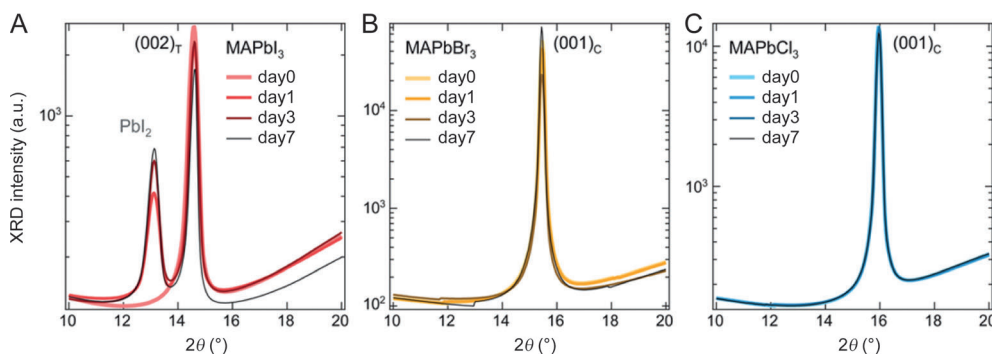 A
XRD intensity (a.u.)
10³
(002)T
MAPbI₃
day0
day1
day3
day7
PbI₂
10 12 14 16 18 20
2θ (°)
B
10⁴
10³
10²
MAPbBr₃
(001)C
day0
day1
day3
day7
10 12 14 16 18 20
2θ (°)
C
10⁴
10³
MAPbCl₃
(001)C
day0
day1
day3
day7
10 12 14 16 18 20
2θ (°)